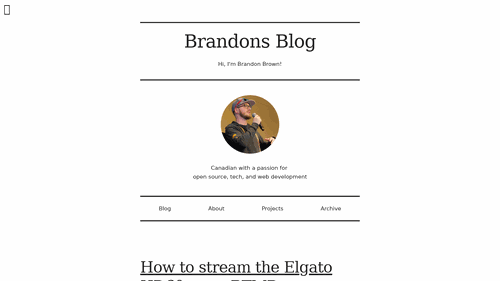 Brandons Blog
Hi, I'm Brandon Brown!
Canadian with a passion for
open source, tech, and web development
Blog
About
Projects
Archive
How to stream the Elgato